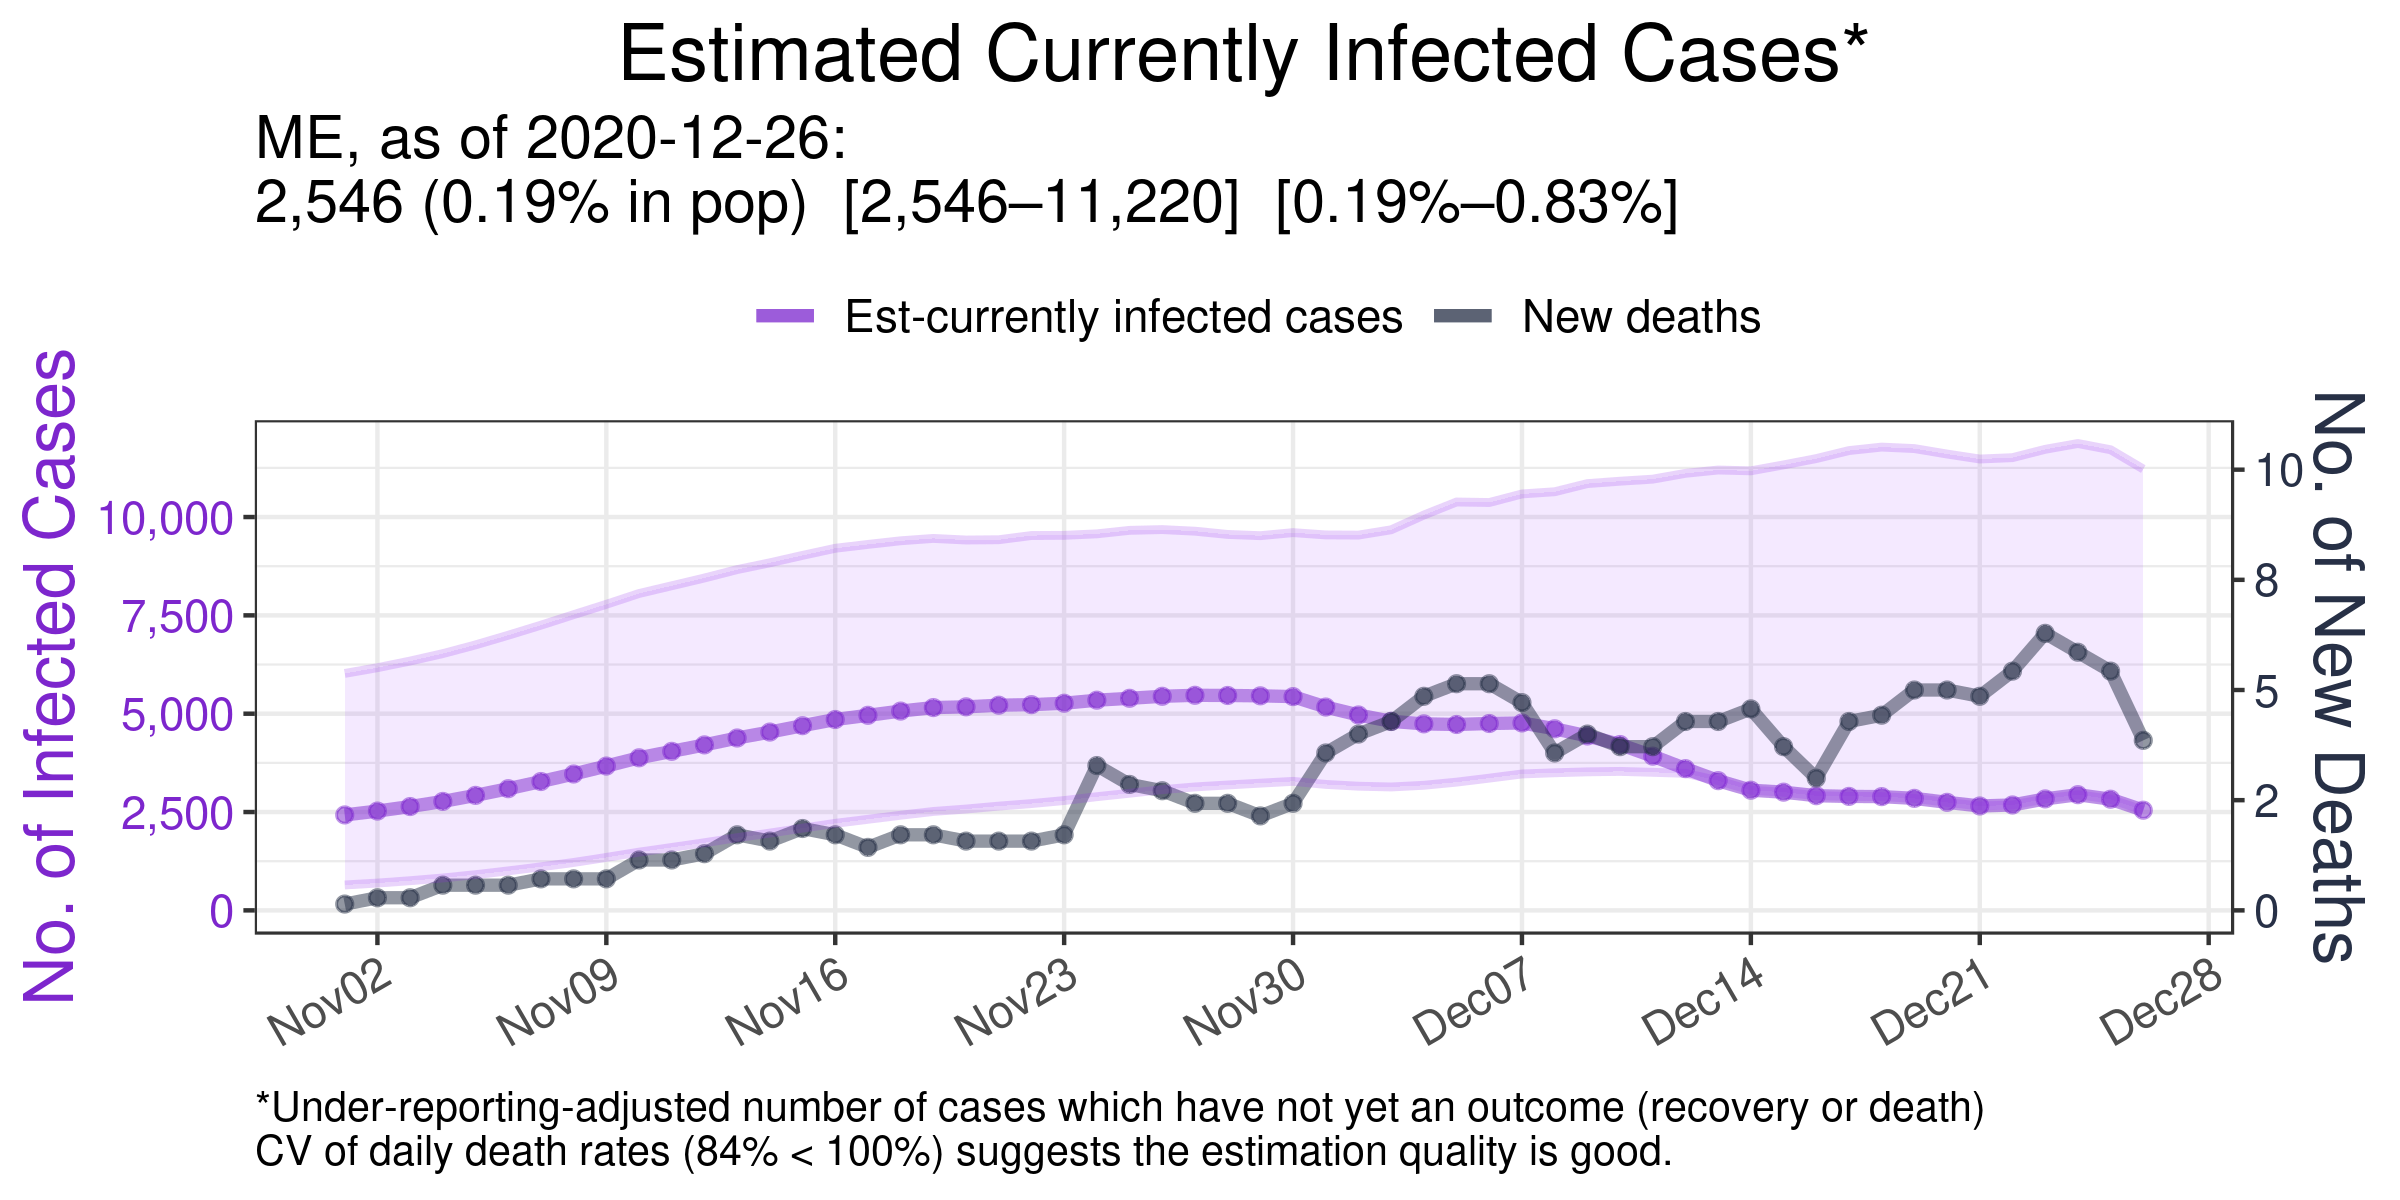 Estimated Currently Infected Cases*
ME, as of 2020-12-26:
2,546 (0.19% in pop)  [2,546–11,220]  [0.19%–0.83%]
Est-currently infected cases
New deaths
No. of Infected Cases
10,000
7,500
5,000
2,500
0
No. of New Deaths
10
8
5
2
0
Nov02
Nov09
Nov16
Nov23
Nov30
Dec07
Dec14
Dec21
Dec28
*Under-reporting-adjusted number of cases which have not yet an outcome (recovery or death)
CV of daily death rates (84% < 100%) suggests the estimation quality is good.